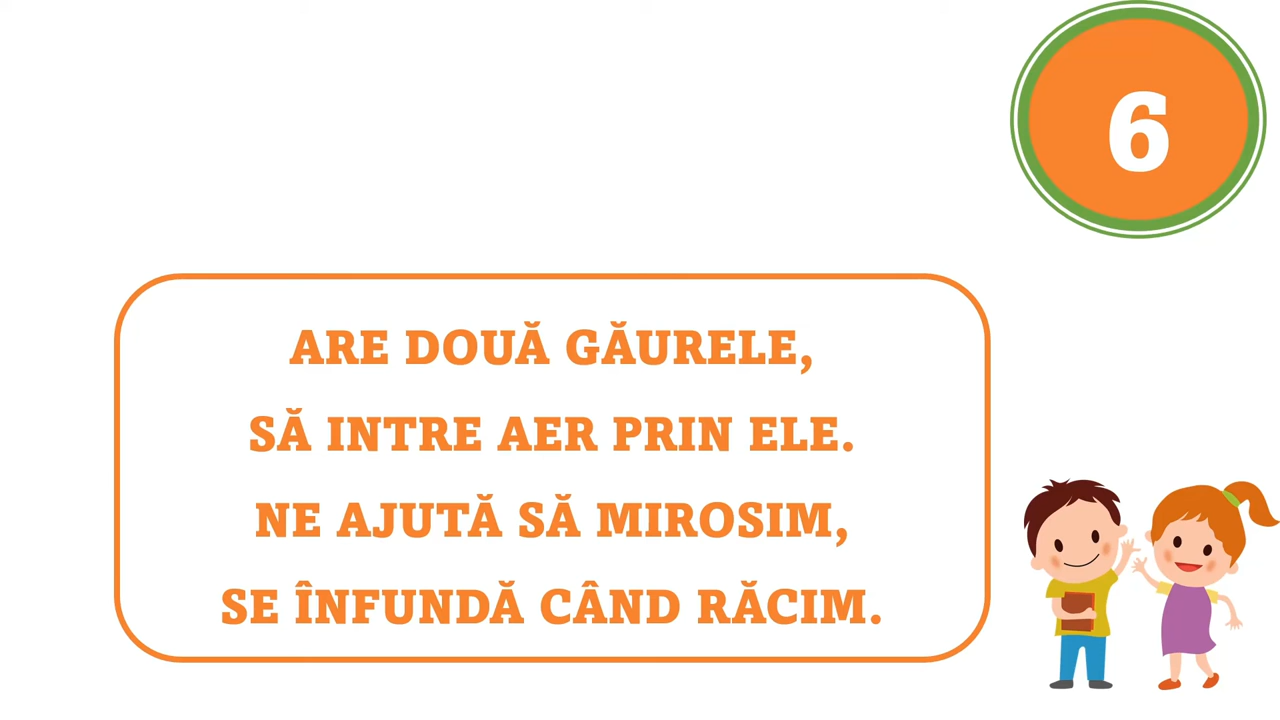 6
ARE DOUĂ GĂURELE,
SĂ INTRE AER PRIN ELE.
NE AJUTĂ SĂ MIROSIM,
SE ÎNFUNDĂ CÂND RĂCIM.